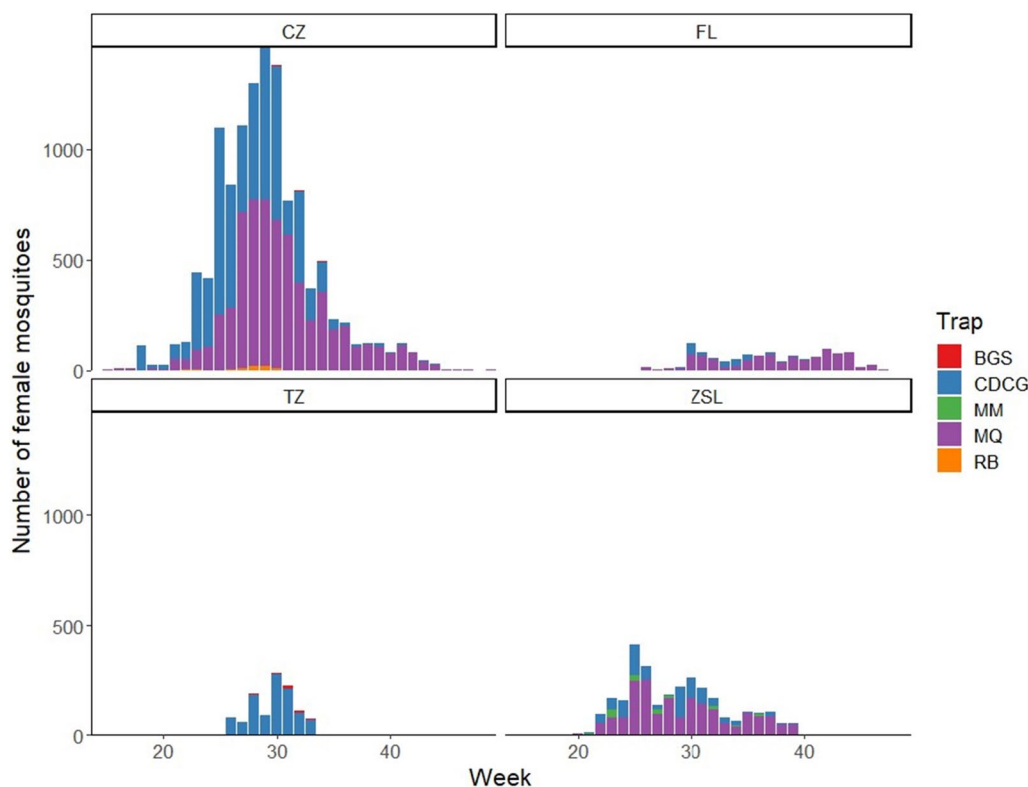 CZ FL
1000
500
0
TZ ZSL
1000
500
0
20 30 40 20 30 40
Week
Number of female mosquitoes
Trap
BGS
CDCG
MM
MQ
RB